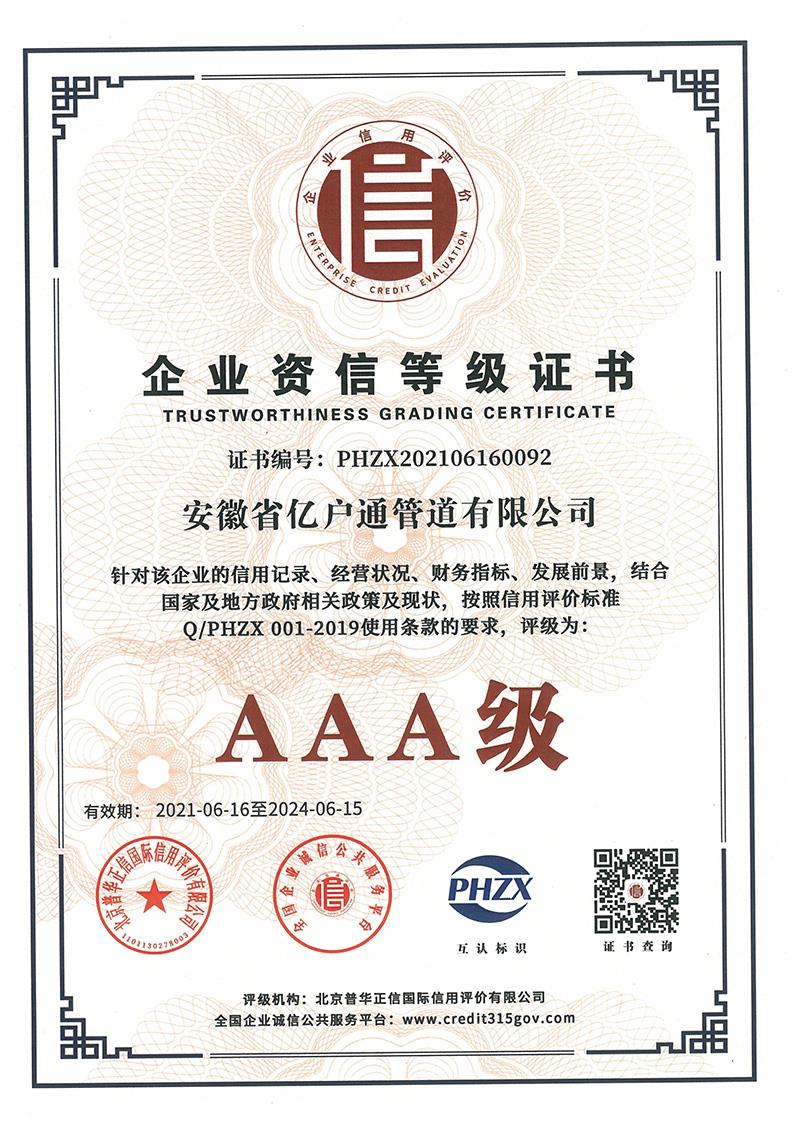 企业信用评价
ENTERPRISE CREDIT EVALUATION
企业资信等级证书
TRUSTWORTHINESS GRADING CERTIFICATE
证书编号：PHZX202106160092
安徽省亿户通管道有限公司
针对该企业的信用记录、经营状况、财务指标、发展前景，结合
国家及地方政府相关政策及现状，按照信用评价标准
Q/PHZX 001-2019使用条款的要求，评级为：
AAA级
有效期： 2021-06-16至2024-06-15
北京普华正信国际信用评价有限公司
1101130278003
全国企业诚信公共服务平台
PHZX
互认标识
证书查询
评级机构：北京普华正信国际信用评价有限公司
全国企业诚信公共服务平台：www.credit315gov.com